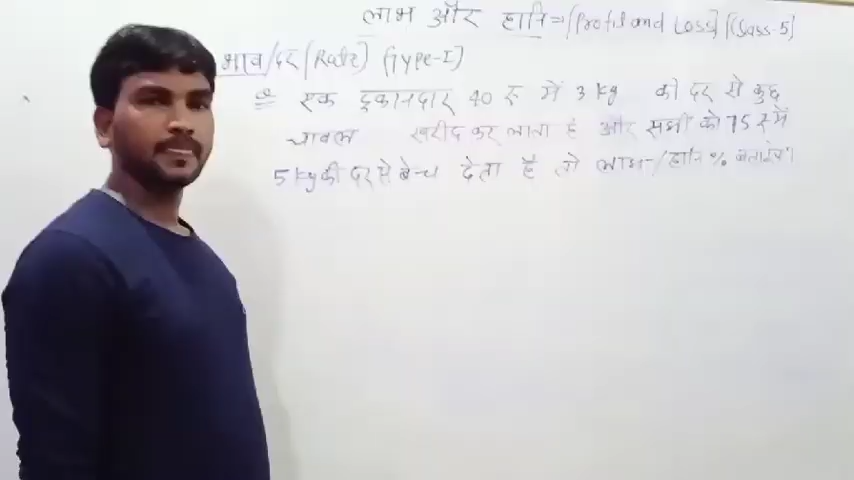 लाभ और हानि⇒[Profit and Loss] [Class-5]
भाव/दर (Rate) (Type-I)
Q एक दुकानदार 40 रु में 3 kg की दर से कुछ
चावल खरीद कर लाता है और सभी को 75 रु में
5 kg की दर से बेच देता है तो लाभ/हानि % बताइये।